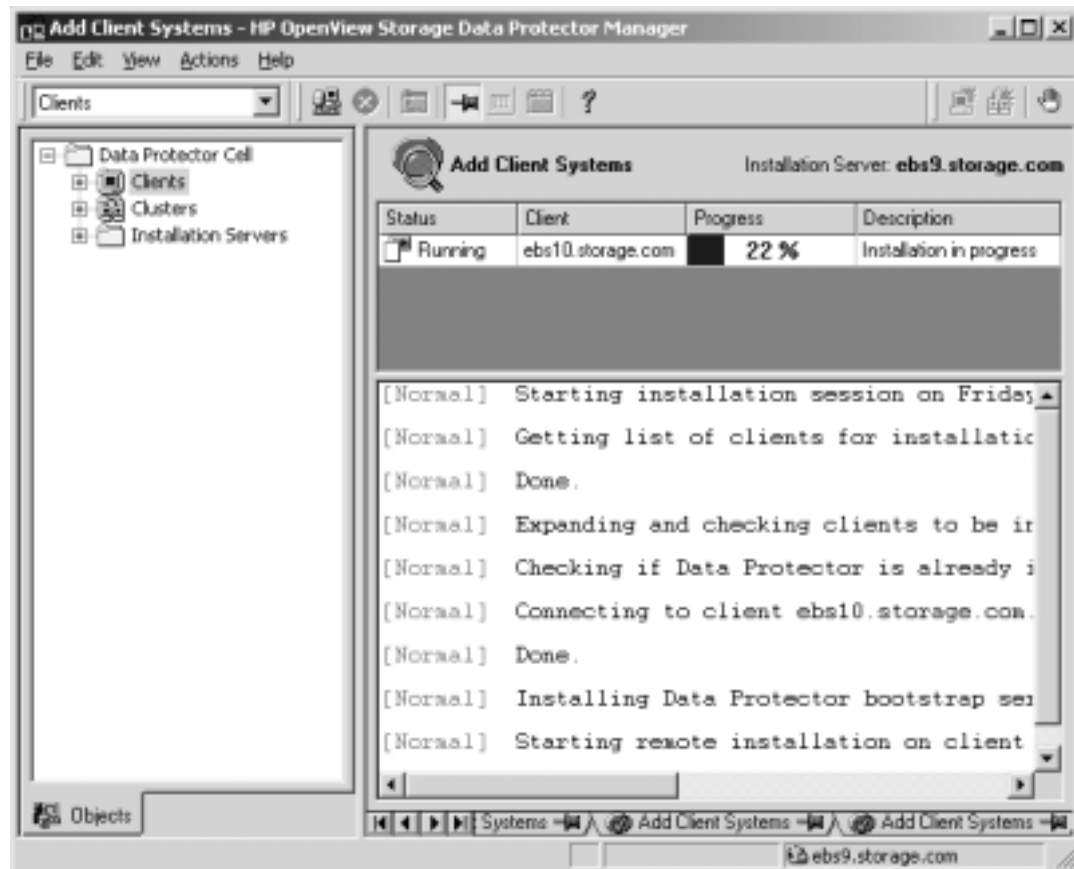 Add Client Systems - HP OpenView Storage Data Protector Manager
File Edit View Actions Help
Clients
Data Protector Cell
Clients
Clusters
Installation Servers
Objects
Add Client Systems Installation Server: ebs9.storage.com
Status Client Progress Description
Running ebs10.storage.com 22 % Installation in progress
[Normal] Starting installation session on Friday
[Normal] Getting list of clients for installatic
[Normal] Done.
[Normal] Expanding and checking clients to be ir
[Normal] Checking if Data Protector is already i
[Normal] Connecting to client ebs10.storage.com.
[Normal] Done.
[Normal] Installing Data Protector bootstrap ser
[Normal] Starting remote installation on client
Systems Add Client Systems Add Client Systems
ebs9.storage.com